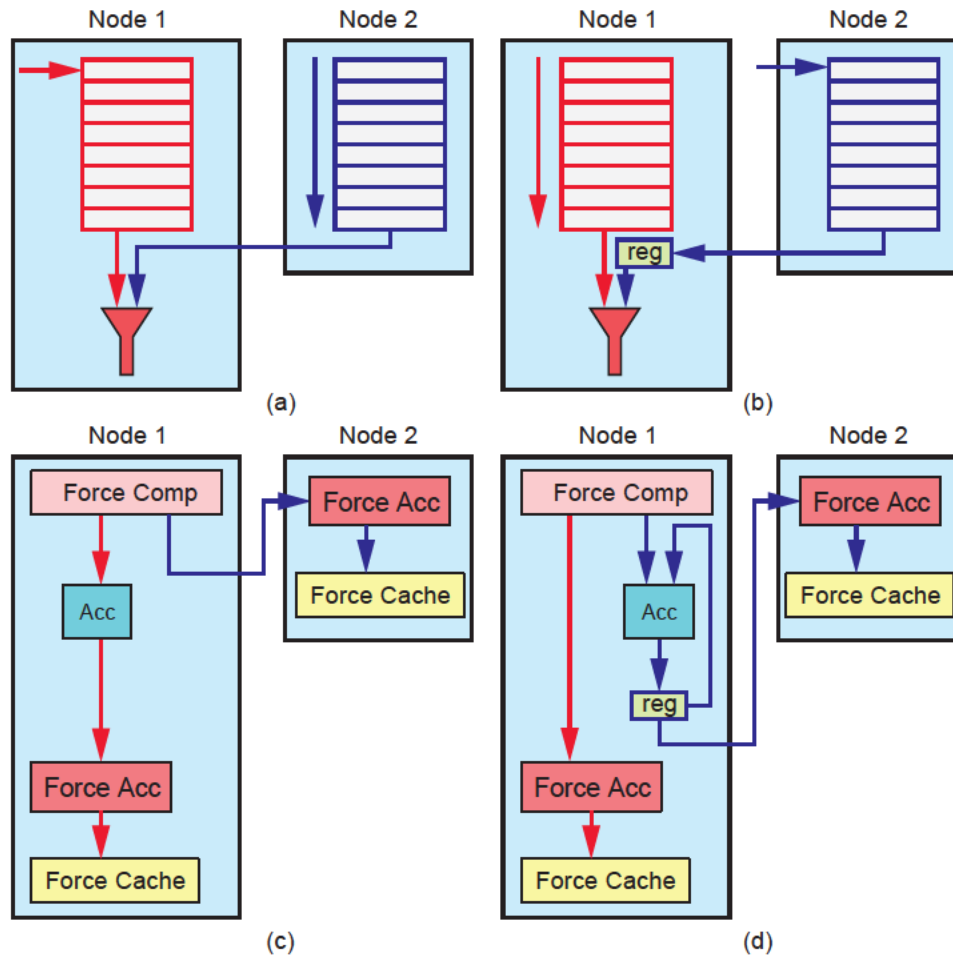 Node 1
Node 2
Node 1
Node 2
reg
(a)
(b)
Node 1
Node 2
Node 1
Node 2
Force Comp
Force Acc
Force Comp
Force Acc
Acc
Force Cache
Acc
Force Cache
reg
Force Acc
Force Acc
Force Cache
Force Cache
(c)
(d)